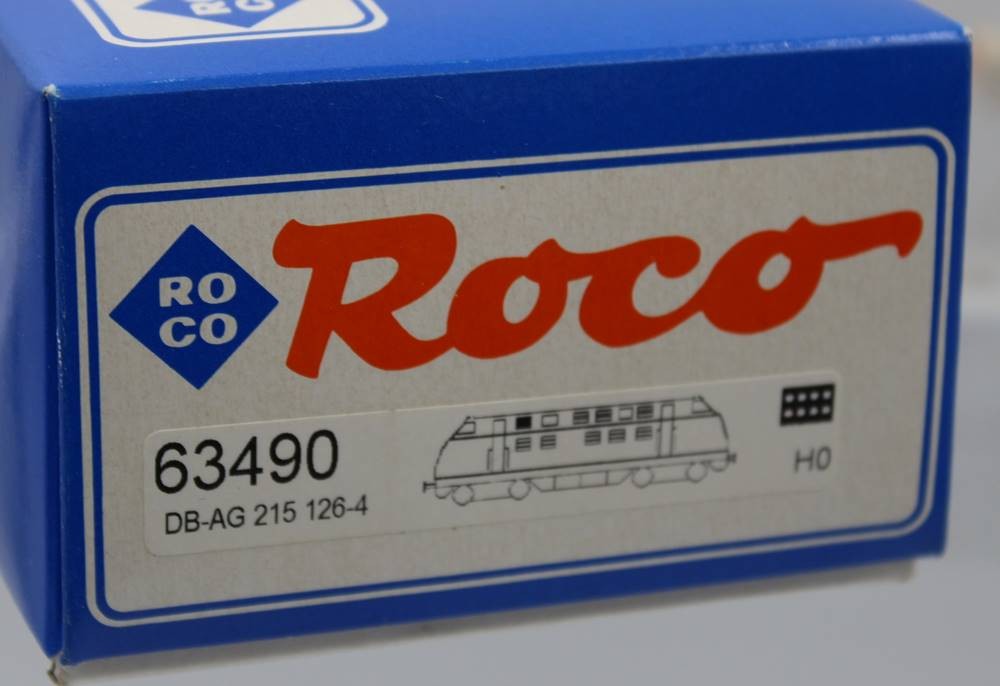 RO
CO
Roco
63490
DB-AG 215 126-4
H0